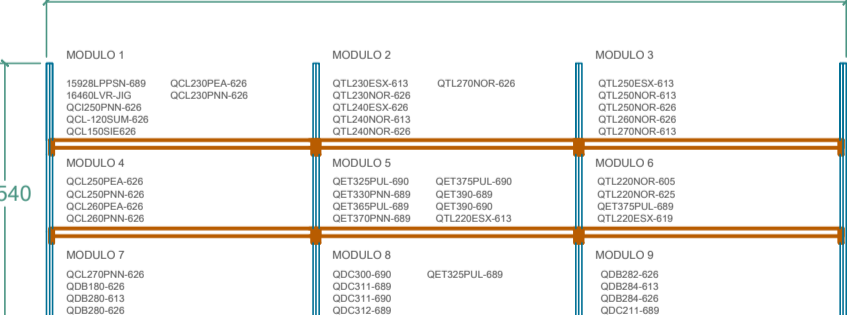 MODULO 1
15928LPPSN-689 QCL230PEA-626
16460LVR-JIG QCL230PNN-626
QCI250PNN-626
QCL-120SUM-626
QCL150SIE626
MODULO 2
QTL230ESX-613 QTL270NOR-626
QTL230NOR-626
QTL240ESX-626
QTL240NOR-613
QTL240NOR-626
MODULO 3
QTL250ESX-613
QTL250NOR-613
QTL250NOR-626
QTL260NOR-626
QTL270NOR-613
540
MODULO 4
QCL250PEA-626
QCL250PNN-626
QCL260PEA-626
QCL260PNN-626
MODULO 5
QET325PUL-690 QET375PUL-690
QET330PNN-689 QET390-689
QET365PUL-689 QET390-690
QET370PNN-689 QTL220ESX-613
MODULO 6
QTL220NOR-605
QTL220NOR-625
QET375PUL-689
QTL220ESX-619
MODULO 7
QCL270PNN-626
QDB180-626
QDB280-613
QDB280-626
MODULO 8
QDC300-690 QET325PUL-689
QDC311-689
QDC311-690
QDC312-689
MODULO 9
QDB282-626
QDB284-613
QDB284-626
QDC211-689